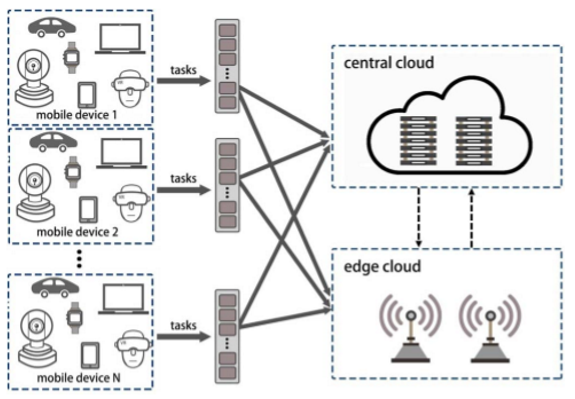 tasks
mobile device 1
central cloud
tasks
mobile device 2
edge cloud
tasks
mobile device N